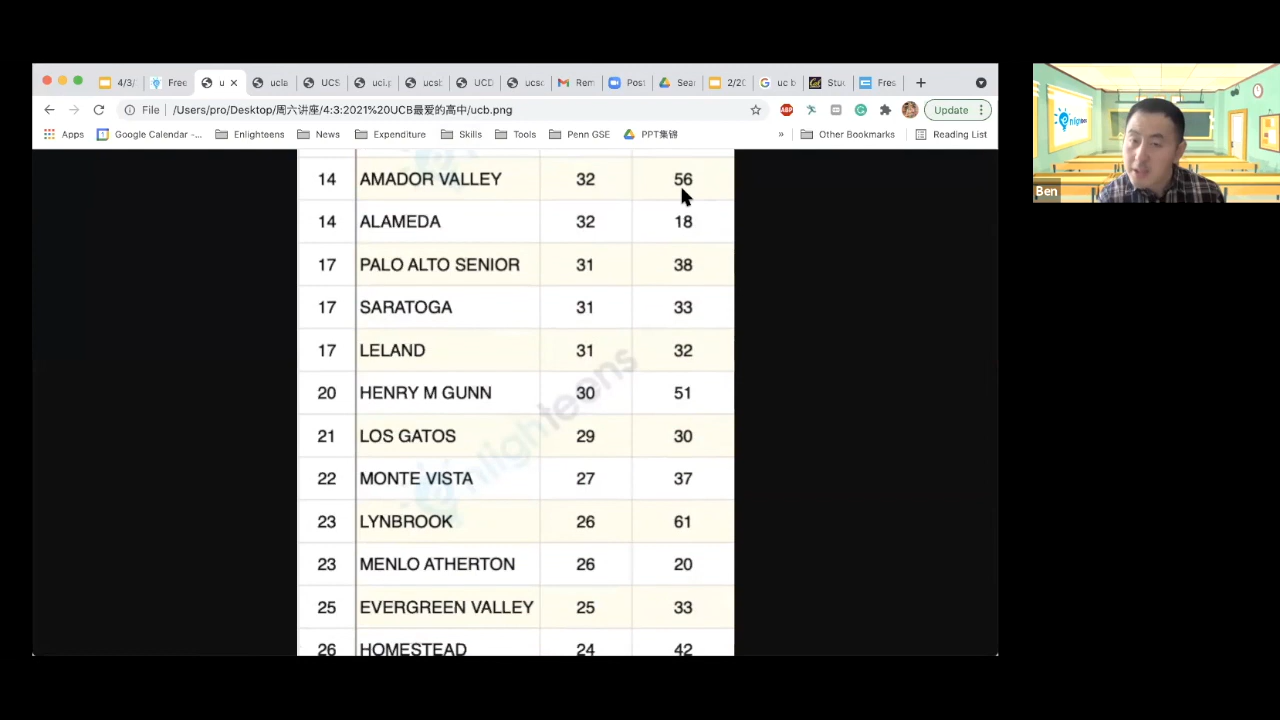 4/3/
Free
u
ucla
UCS
uci.p
ucsb
UCD
ucsc
Rem
Post
Sear
2/20
uc b
Stu
Fres
File /Users/pro/Desktop/周六讲座/4:3:2021%20UCB最爱的高中/ucb.png
ABP
Update
Apps
Google Calendar -...
Enlighteens
News
Expenditure
Skills
Tools
Penn GSE
PPT集锦
»
Other Bookmarks
Reading List
14 AMADOR VALLEY 32 56
14 ALAMEDA 32 18
17 PALO ALTO SENIOR 31 38
17 SARATOGA 31 33
17 LELAND 31 32
20 HENRY M GUNN 30 51
21 LOS GATOS 29 30
22 MONTE VISTA 27 37
23 LYNBROOK 26 61
23 MENLO ATHERTON 26 20
25 EVERGREEN VALLEY 25 33
26 HOMESTEAD 24 42
enlighteens
Ben